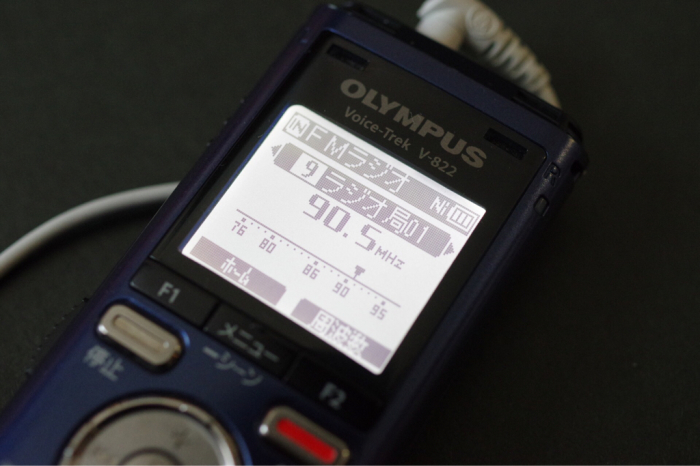 OLYMPUS
Voice-Trek V-822
IN FMラジオ Ni
9 ラジオ局01
90.5MHz
76 80 86 90 95
ホーム 周波数
F1 メニュー F2
ーシーン
停止